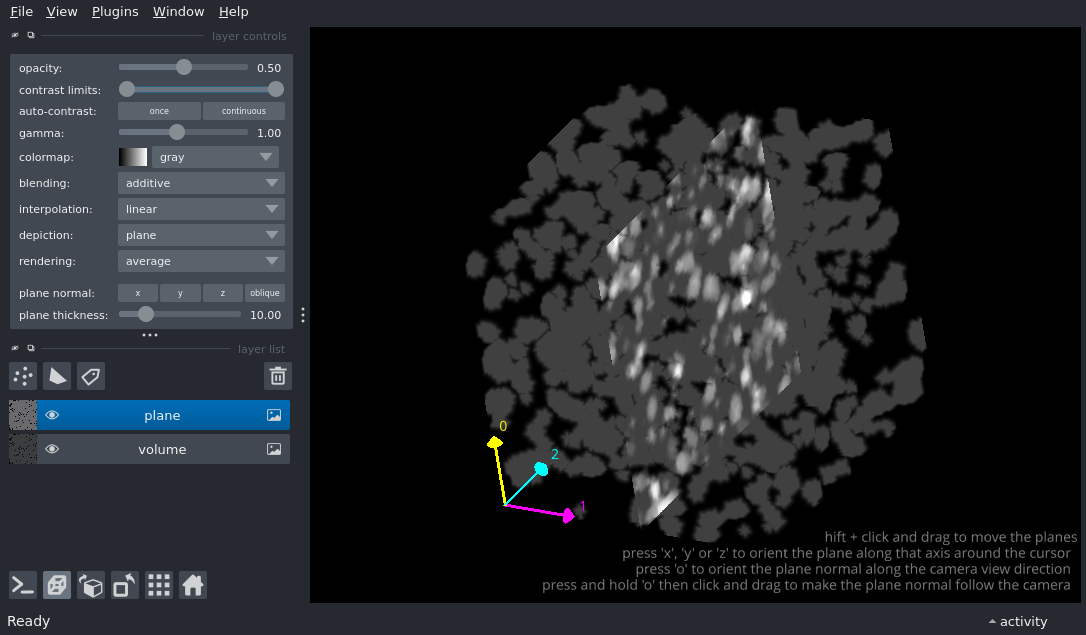 File View Plugins Window Help
layer controls
opacity: 0.50
contrast limits:
auto-contrast: once continuous
gamma: 1.00
colormap: gray
blending: additive
interpolation: linear
depiction: plane
rendering: average
plane normal: x y z oblique
plane thickness: 10.00
layer list
plane
volume
0
2
1
hift + click and drag to move the planes
press 'x', 'y' or 'z' to orient the plane along that axis around the cursor
press 'o' to orient the plane normal along the camera view direction
press and hold 'o' then click and drag to make the plane normal follow the camera
Ready activity